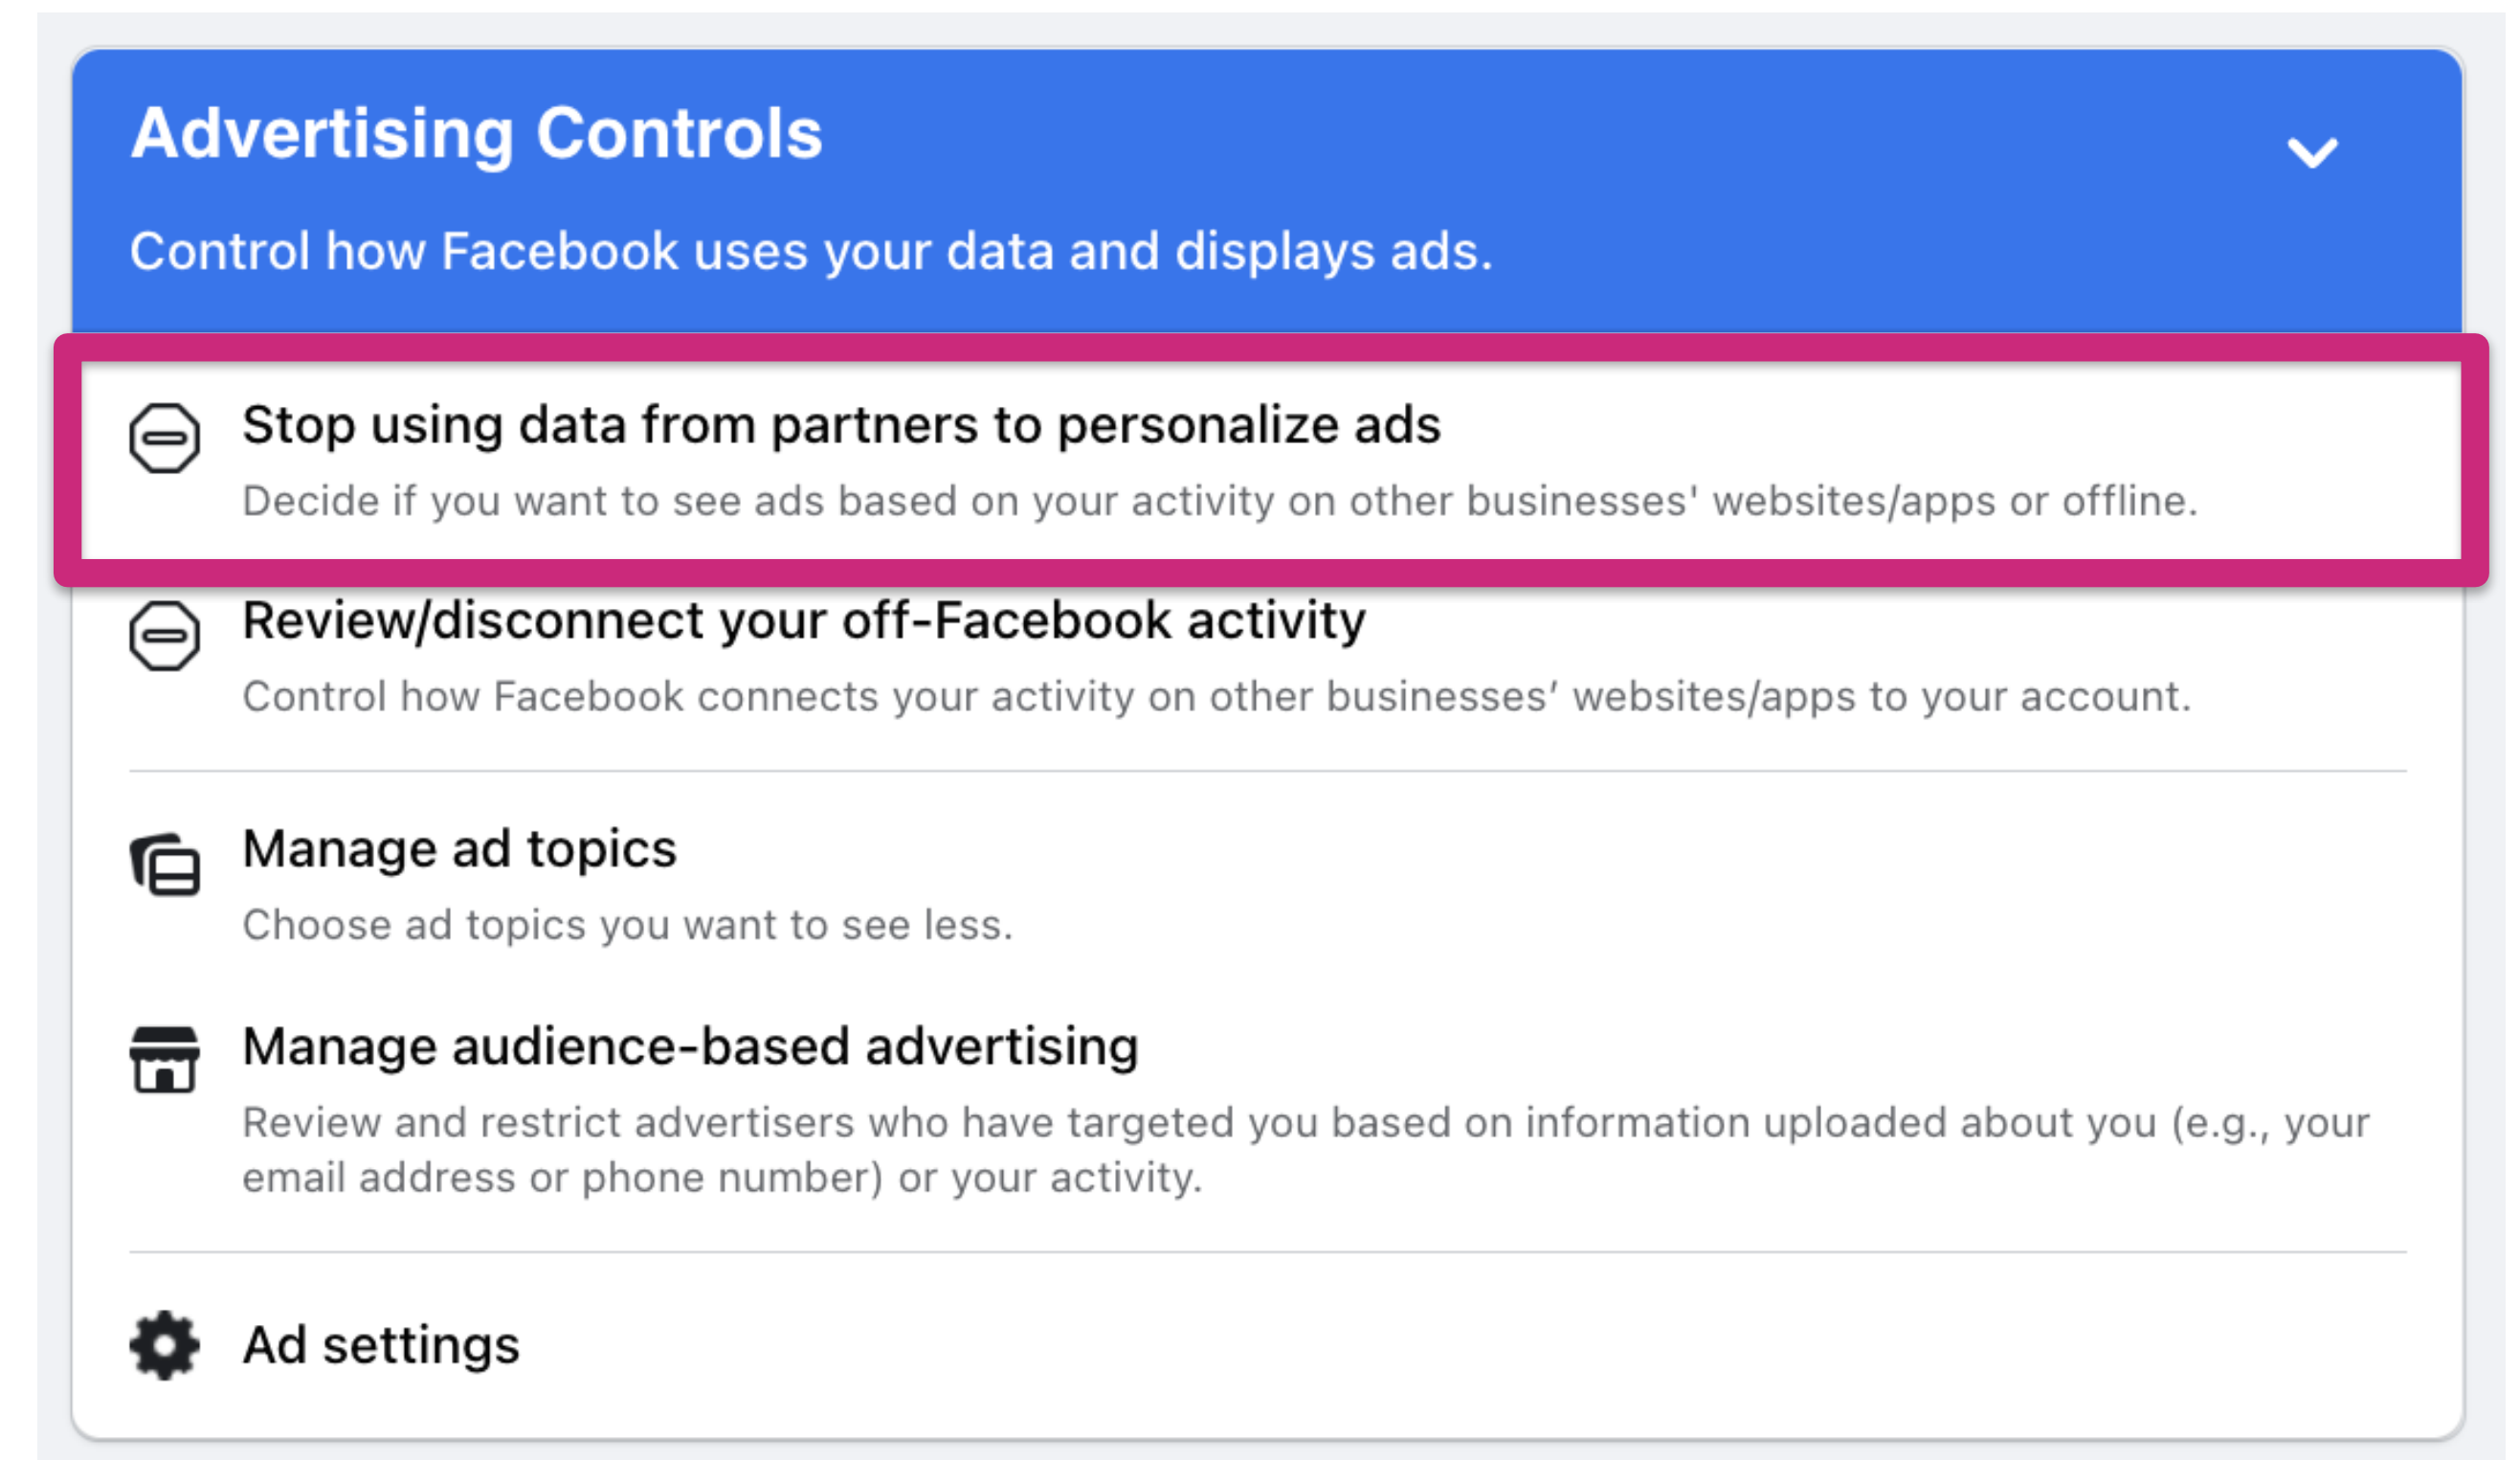 Advertising Controls
Control how Facebook uses your data and displays ads.
Stop using data from partners to personalize ads
Decide if you want to see ads based on your activity on other businesses' websites/apps or offline.
Review/disconnect your off-Facebook activity
Control how Facebook connects your activity on other businesses’ websites/apps to your account.
Manage ad topics
Choose ad topics you want to see less.
Manage audience-based advertising
Review and restrict advertisers who have targeted you based on information uploaded about you (e.g., your
email address or phone number) or your activity.
Ad settings